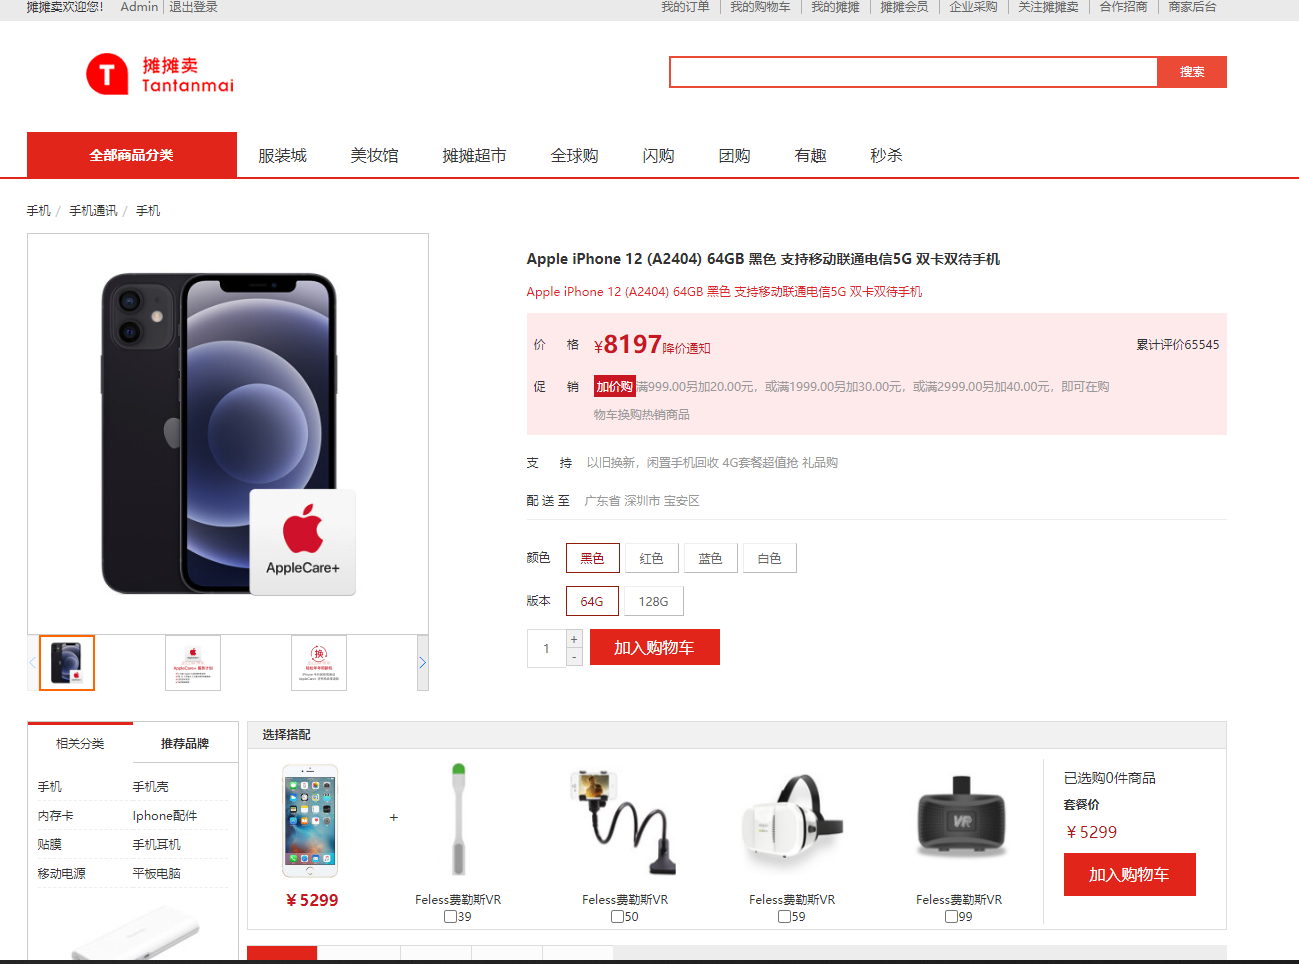 摊摊卖欢迎您! Admin 退出登录 我的订单 我的购物车 我的摊摊 摊摊会员 企业采购 关注摊摊卖 合作招商 商家后台
T 摊摊卖
Tantanmai
搜索
全部商品分类 服装城 美妆馆 摊摊超市 全球购 闪购 团购 有趣 秒杀
手机 / 手机通讯 / 手机
Apple iPhone 12 (A2404) 64GB 黑色 支持移动联通电信5G 双卡双待手机
Apple iPhone 12 (A2404) 64GB 黑色 支持移动联通电信5G 双卡双待手机
价 格 ¥8197降价通知 累计评价65545
促 销 加价购满999.00另加20.00元，或满1999.00另加30.00元，或满2999.00另加40.00元，即可在购
物车换购热销商品
支 持 以旧换新，闲置手机回收 4G套餐超值抢 礼品购
配 送 至 广东省 深圳市 宝安区
AppleCare+
颜色 黑色 红色 蓝色 白色
版本 64G 128G
1 + - 加入购物车
换
相关分类 推荐品牌
手机 手机壳
内存卡 Iphone配件
贴膜 手机耳机
移动电源 平板电脑
选择搭配
+
VR
￥5299
Feless费勒斯VR
39
Feless费勒斯VR
50
Feless费勒斯VR
59
Feless费勒斯VR
99
已选购0件商品
套餐价
￥5299
加入购物车